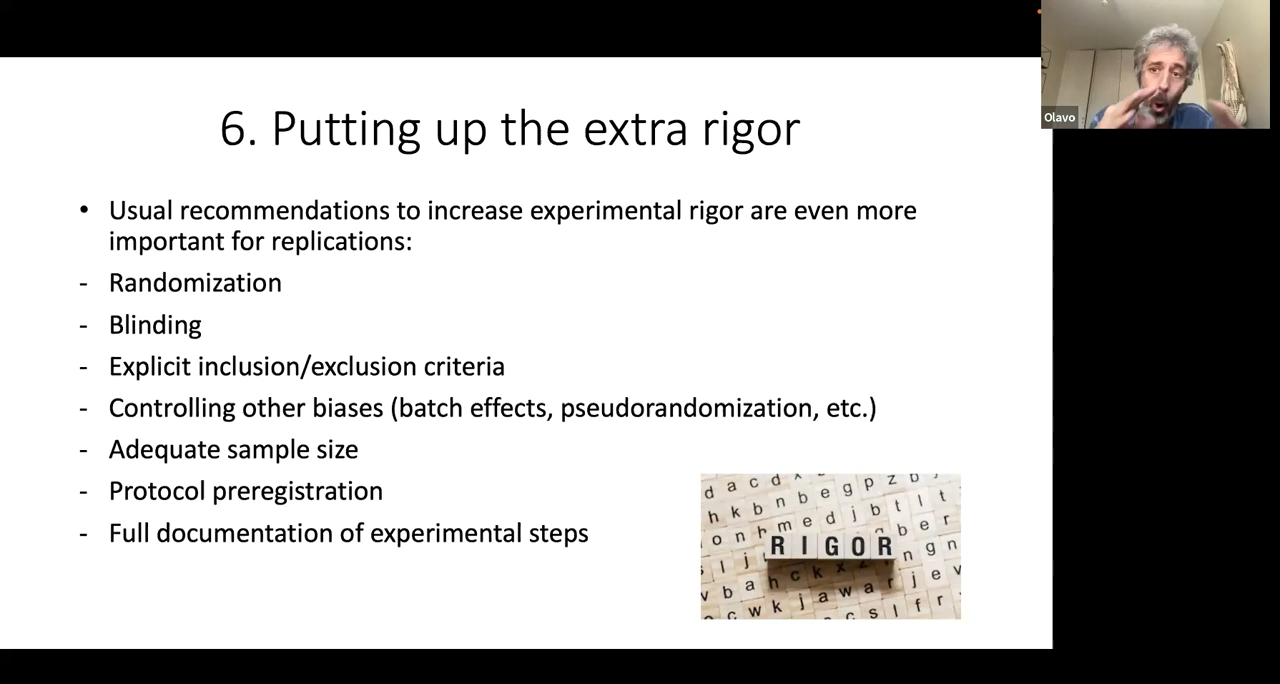 6. Putting up the extra rigor
• Usual recommendations to increase experimental rigor are even more
important for replications:
- Randomization
- Blinding
- Explicit inclusion/exclusion criteria
- Controlling other biases (batch effects, pseudorandomization, etc.)
- Adequate sample size
- Protocol preregistration
- Full documentation of experimental steps
RIGOR
Olavo